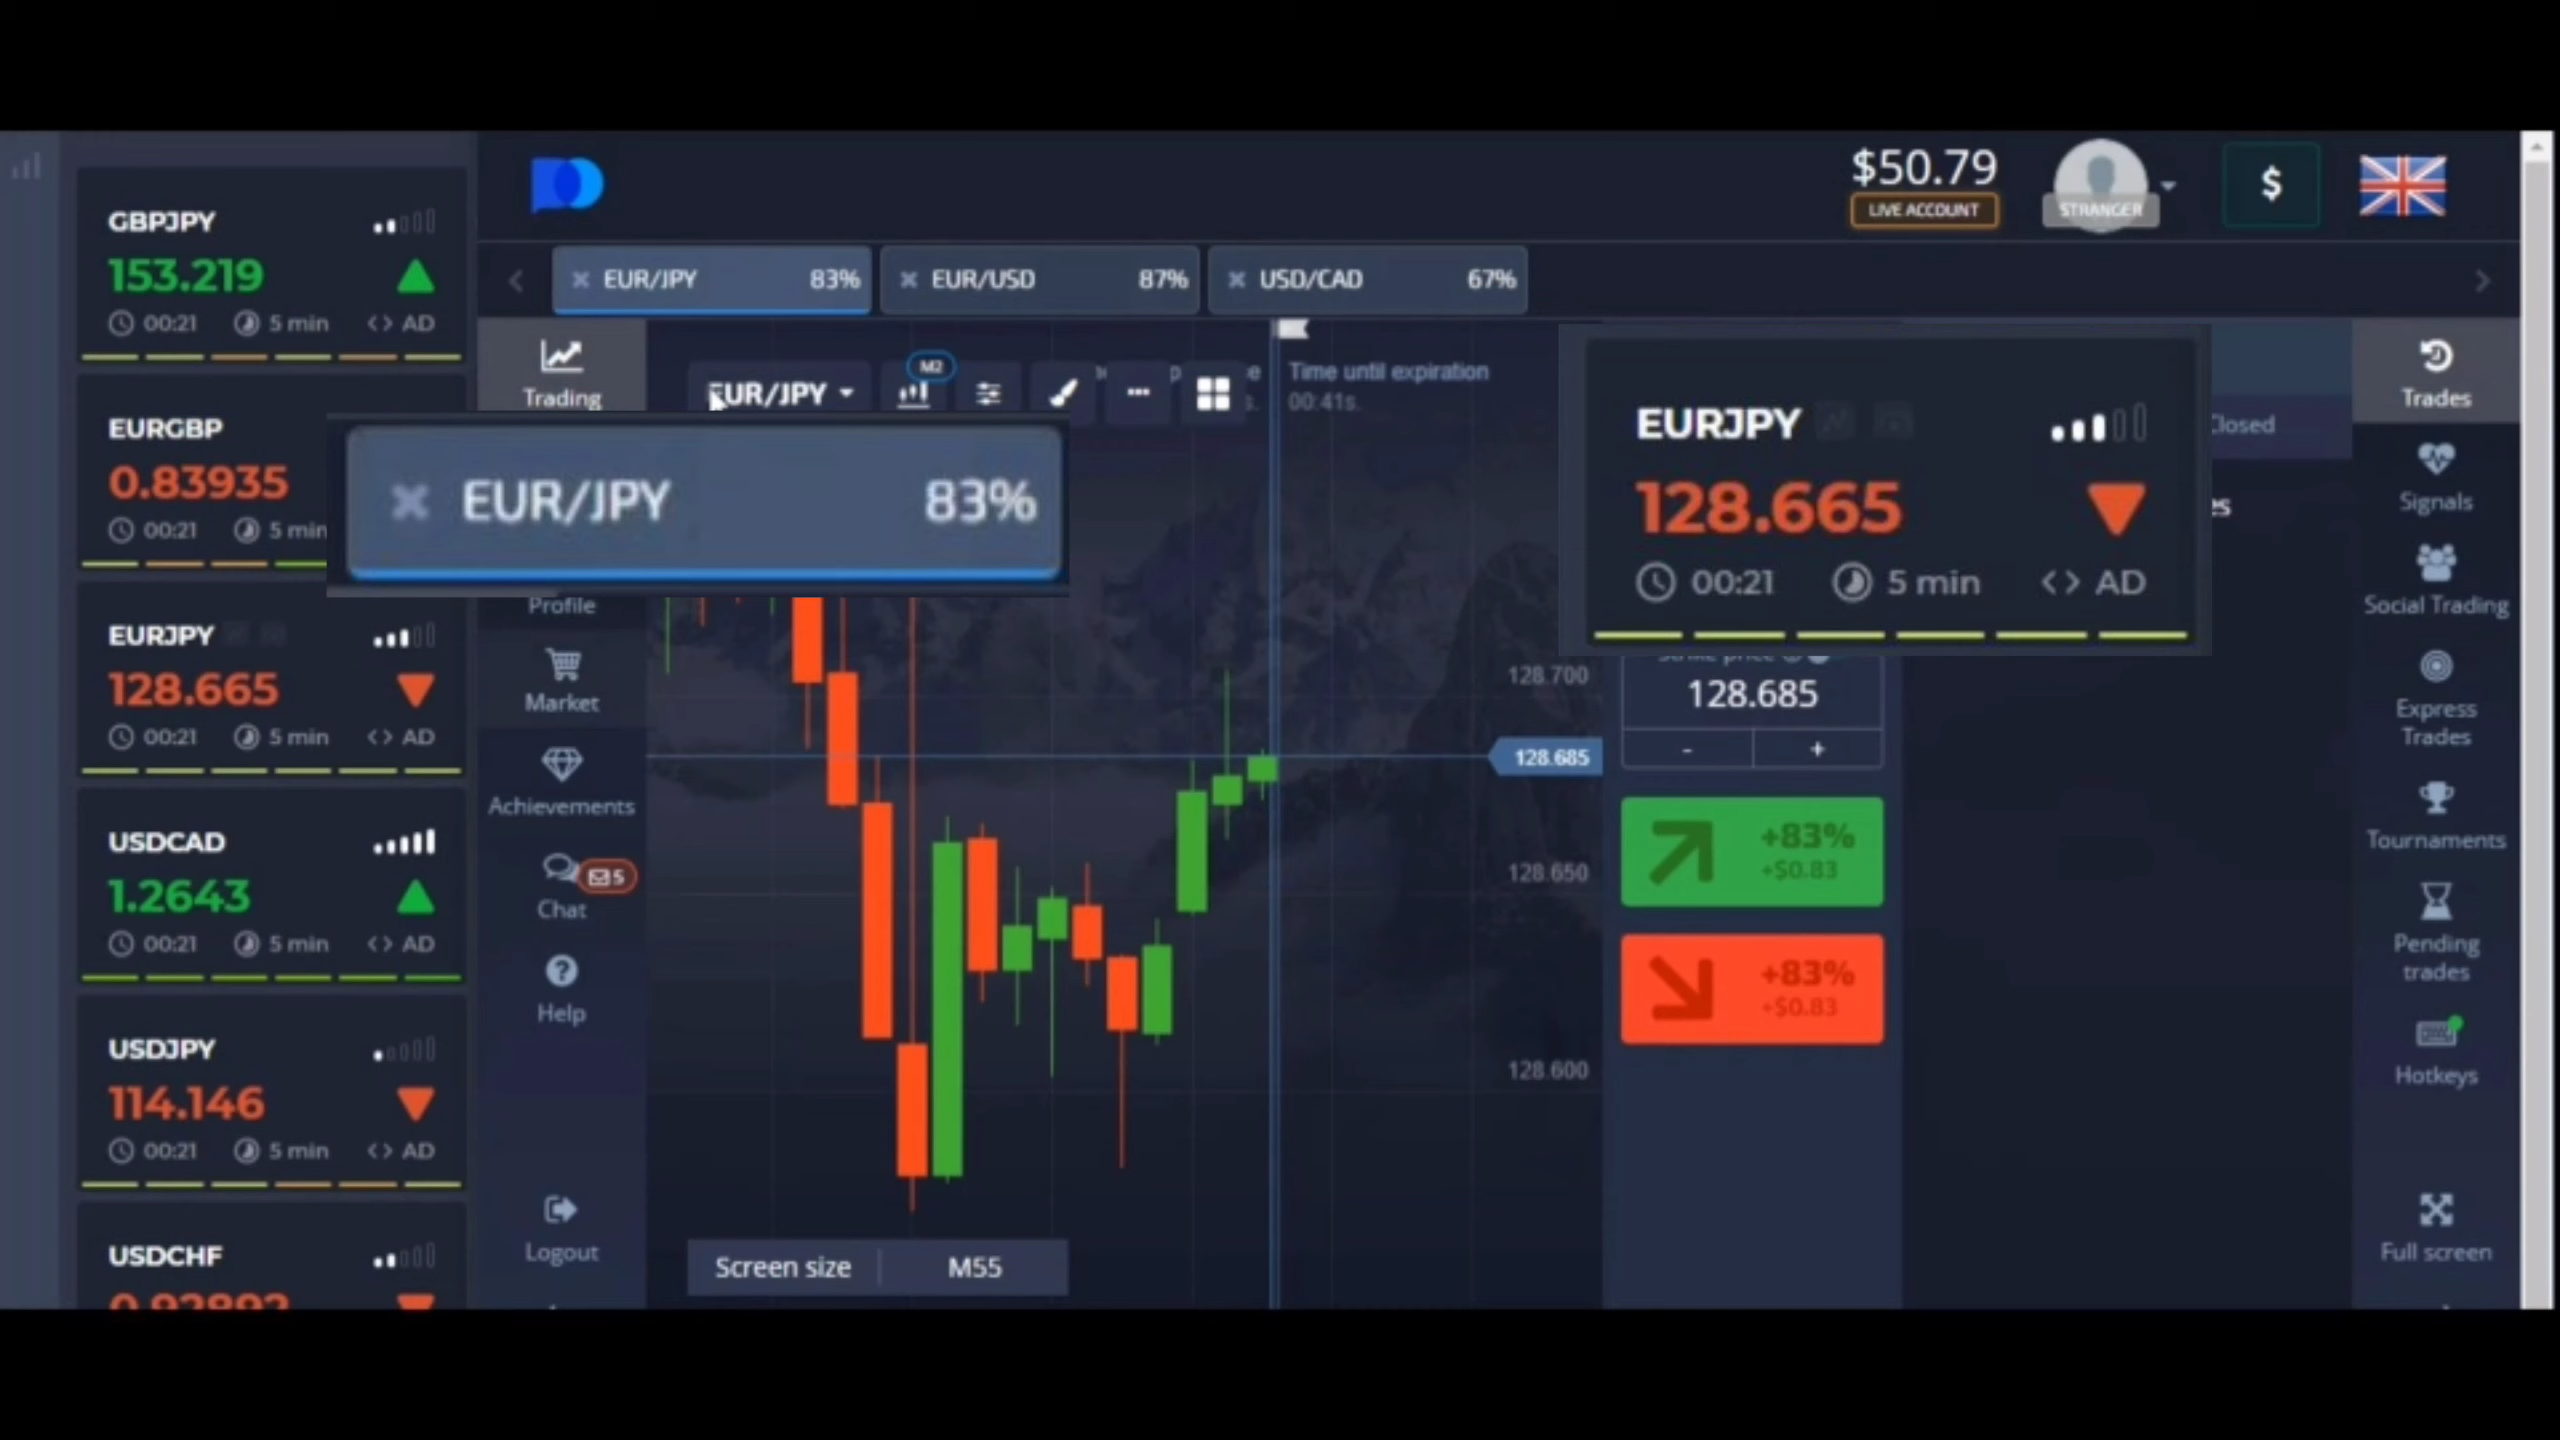 GBPJPY
153.219
00:21 5 min <> AD
EURGBP
0.83935
00:21 5 min
EURJPY
128.665
00:21 5 min <> AD
USDCAD
1.2643
00:21 5 min <> AD
USDJPY
114.146
00:21 5 min <> AD
USDCHF
0.92892
$50.79
LIVE ACCOUNT
STRANGER
$
× EUR/JPY 83%
× EUR/USD 87%
× USD/CAD 67%
Trading
Profile
Market
Achievements
5
Chat
?
Help
Logout
EUR/JPY
M2
Time until expiration
00:41s.
× EUR/JPY 83%
EURJPY
128.665
00:21 5 min <> AD
128.700
128.685
128.650
128.600
Screen size M55
128.685
- +
+83%
+$0.83
+83%
+$0.83
Closed
Trades
Signals
Social Trading
Express
Trades
Tournaments
Pending
trades
Hotkeys
Full screen